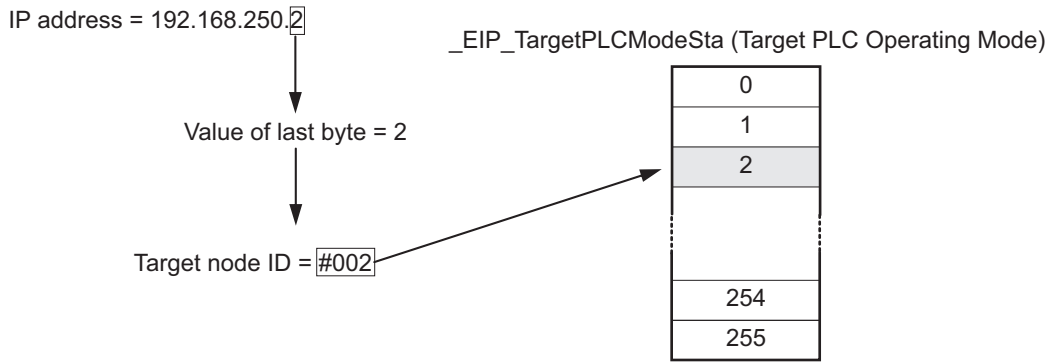 IP address = 192.168.250.2
_EIP_TargetPLCModeSta (Target PLC Operating Mode)
Value of last byte = 2
Target node ID = #002
0
1
2
254
255